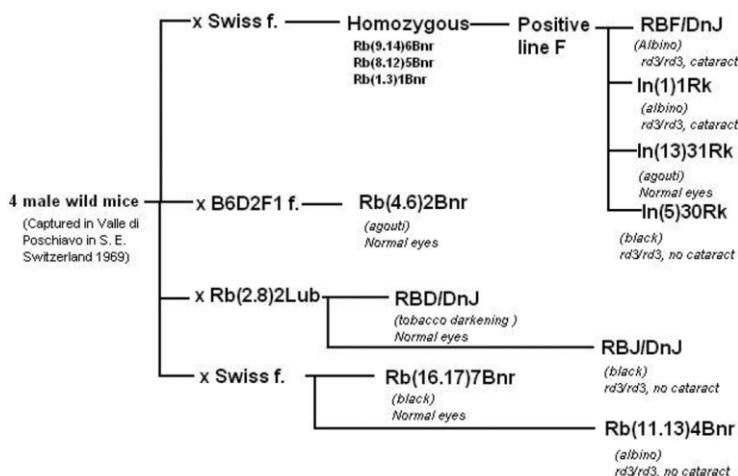 x Swiss f.
Homozygous
Rb(9.14)6Bnr
Rb(8.12)5Bnr
Rb(1.3)1Bnr
Positive
line F
RBF/DnJ
(Albino)
rd3/rd3, cataract
In(1)1Rk
(albino)
rd3/rd3, cataract
In(13)31Rk
(agouti)
Normal eyes
In(5)30Rk
(black)
rd3/rd3, no cataract
4 male wild mice
(Captured in Valle di
Poschiavo in S. E.
Switzerland 1969)
x B6D2F1 f.
Rb(4.6)2Bnr
(agouti)
Normal eyes
x Rb(2.8)2Lub
RBD/DnJ
(tobacco darkening )
Normal eyes
RBJ/DnJ
(black)
rd3/rd3, no cataract
x Swiss f.
Rb(16.17)7Bnr
(black)
Normal eyes
Rb(11.13)4Bnr
(albino)
rd3/rd3, no cataract